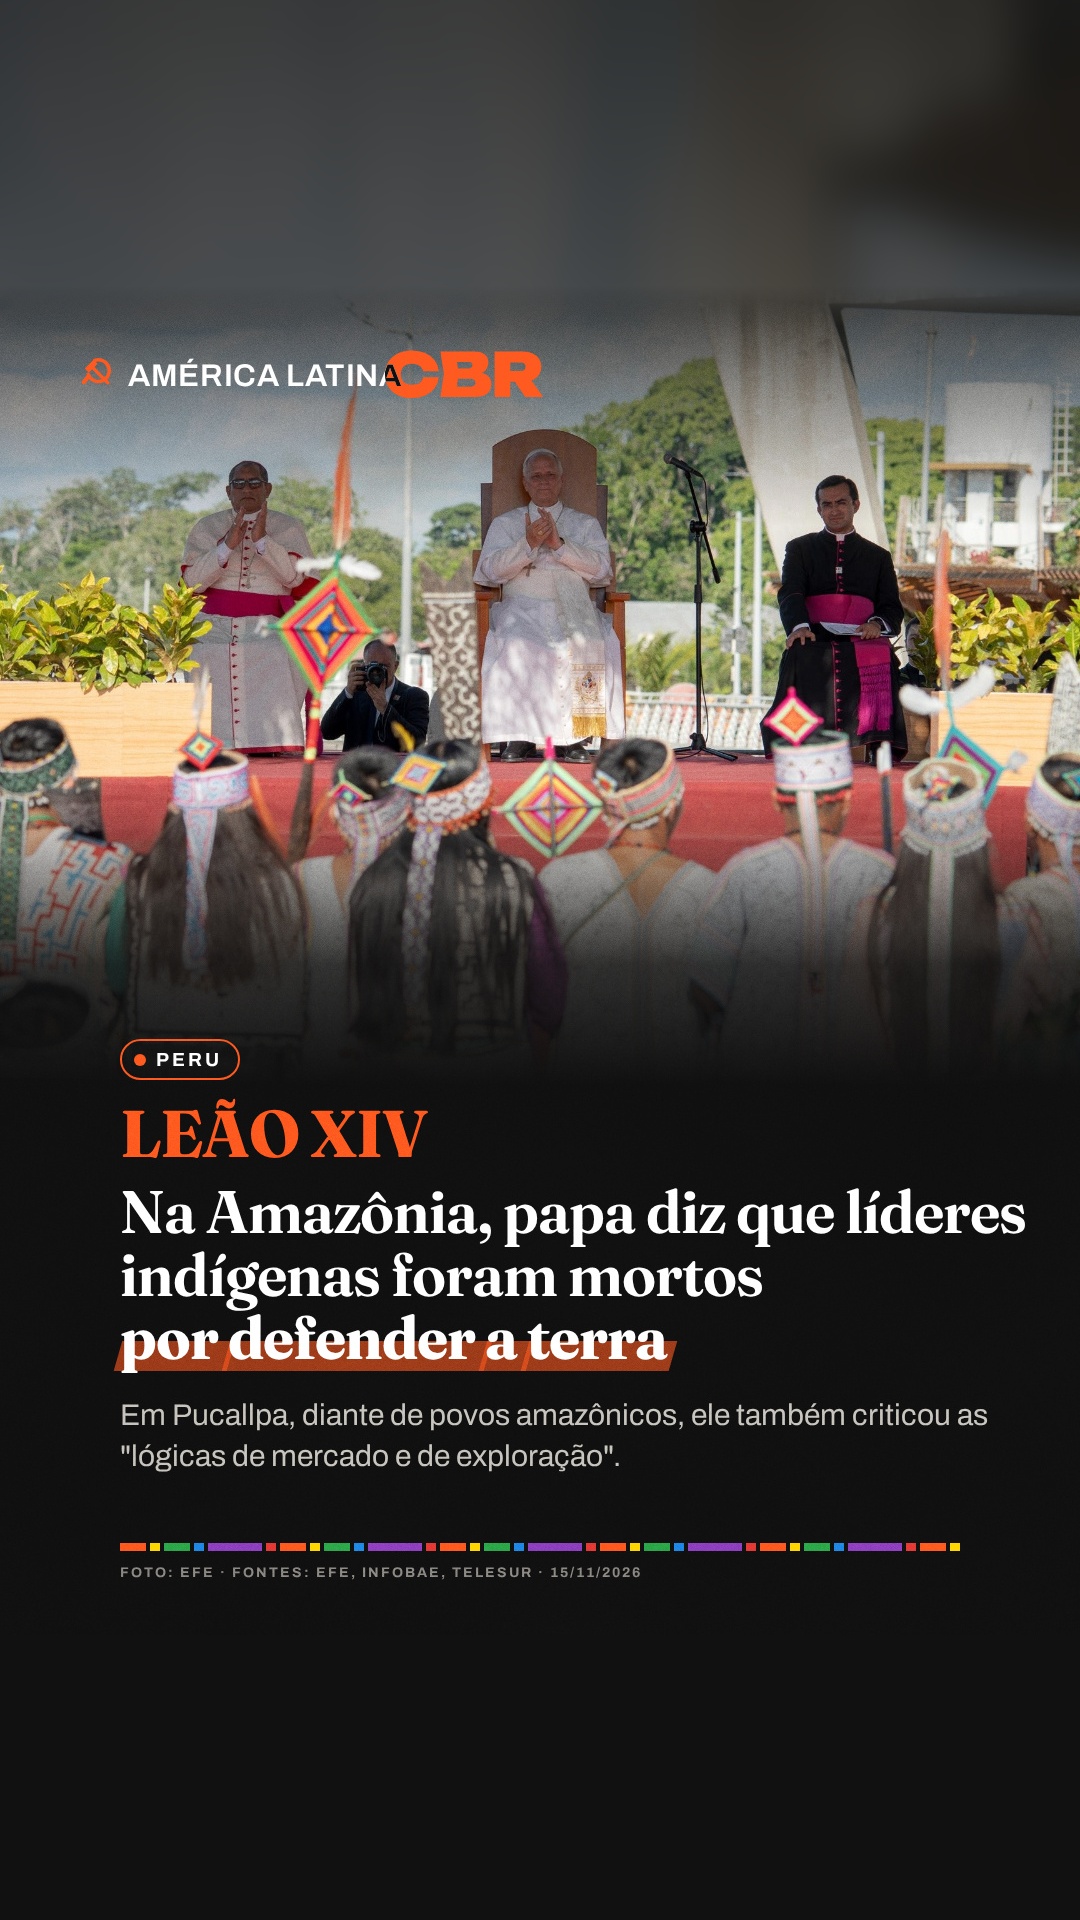 AMÉRICA LATINA CBR
PERU
LEÃO XIV
Na Amazônia, papa diz que líderes
indígenas foram mortos
por defender a terra
Em Pucallpa, diante de povos amazônicos, ele também criticou as
"lógicas de mercado e de exploração".
FOTO: EFE · FONTES: EFE, INFOBAE, TELESUR · 15/11/2026